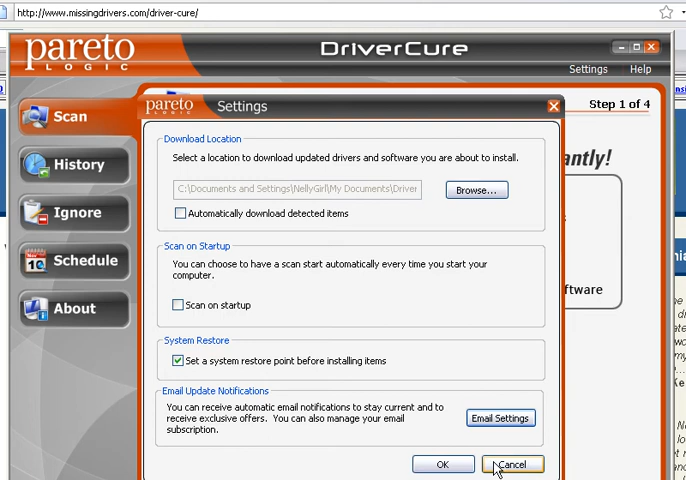 http://www.missingdrivers.com/driver-cure/
pareto
LOGIC
DriverCure
Settings Help
Scan
History
Ignore
Schedule
About
pareto
LOGIC
Settings
Step 1 of 4
antly!
ftware
Download Location
Select a location to download updated drivers and software you are about to install.
C:\Documents and Settings\NellyGirl\My Documents\Driver
Browse...
Automatically download detected items
Scan on Startup
You can choose to have a scan start automatically every time you start your
computer.
Scan on startup
System Restore
Set a system restore point before installing items
Email Update Notifications
You can receive automatic email notifications to stay current and to
receive exclusive offers. You can also manage your email
subscription.
Email Settings
OK
Cancel